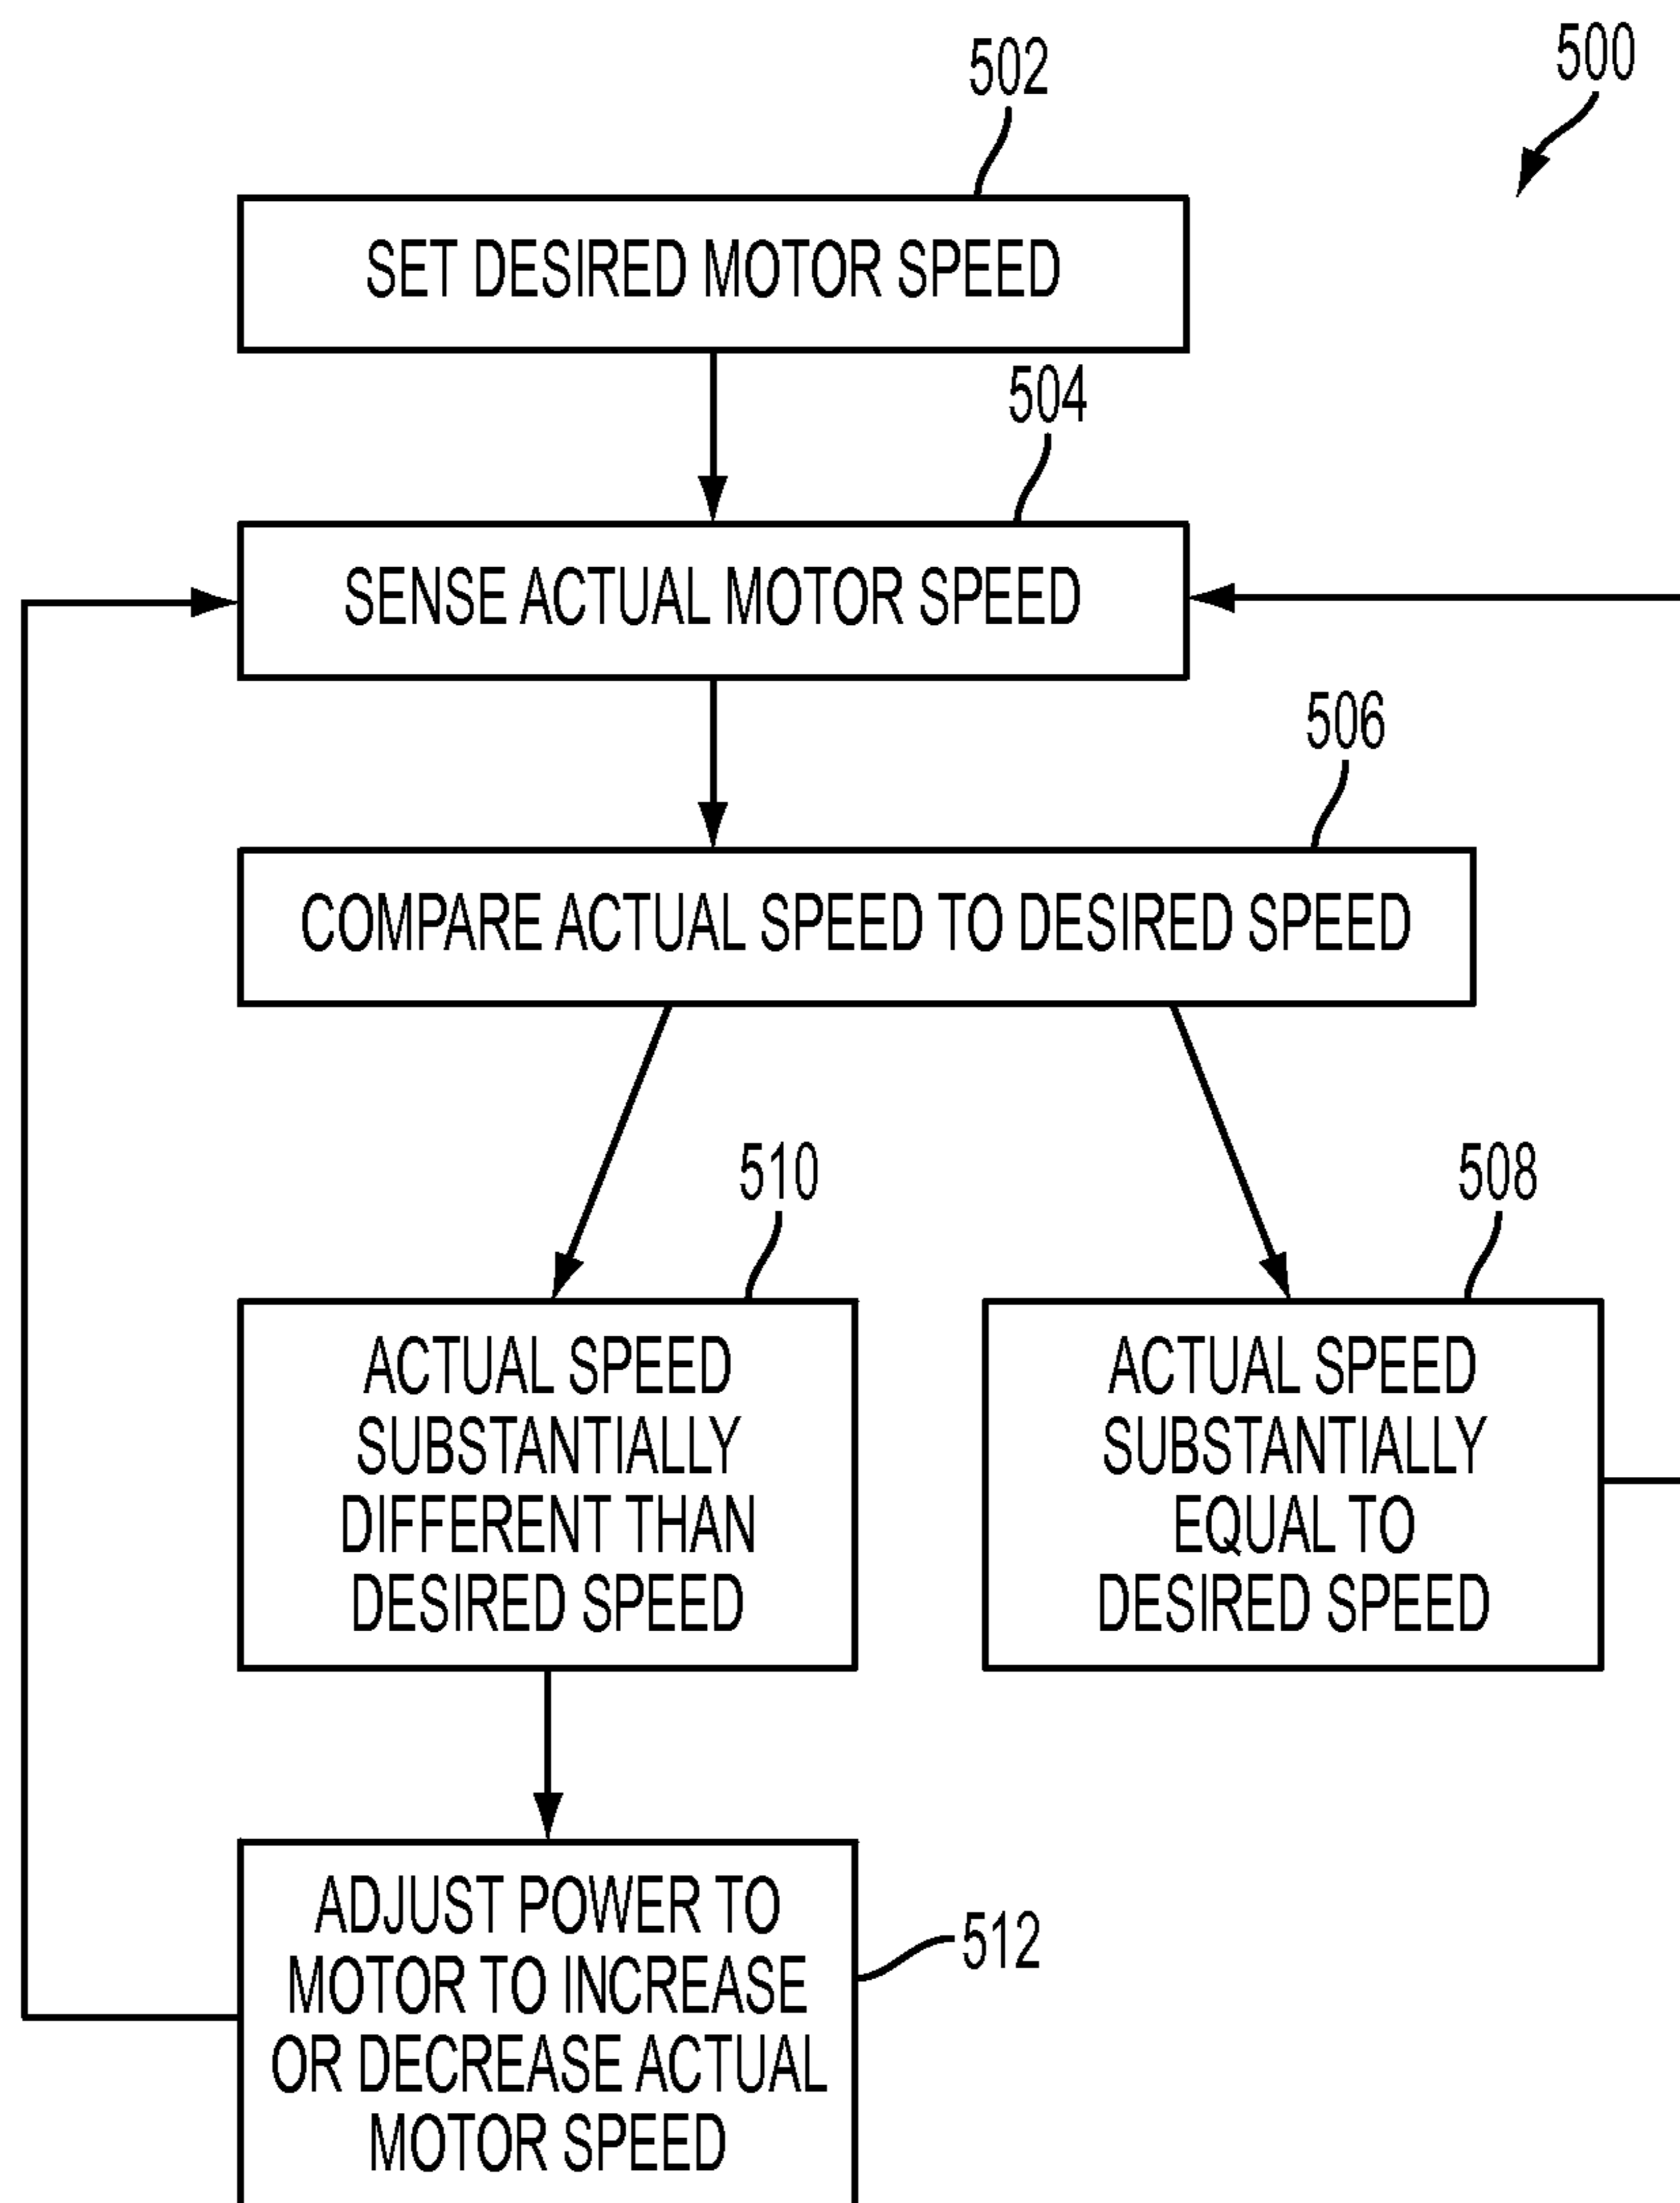 500
502
SET DESIRED MOTOR SPEED
504
SENSE ACTUAL MOTOR SPEED
506
COMPARE ACTUAL SPEED TO DESIRED SPEED
510
ACTUAL SPEED
SUBSTANTIALLY
DIFFERENT THAN
DESIRED SPEED
508
ACTUAL SPEED
SUBSTANTIALLY
EQUAL TO
DESIRED SPEED
ADJUST POWER TO
MOTOR TO INCREASE
OR DECREASE ACTUAL
MOTOR SPEED
512